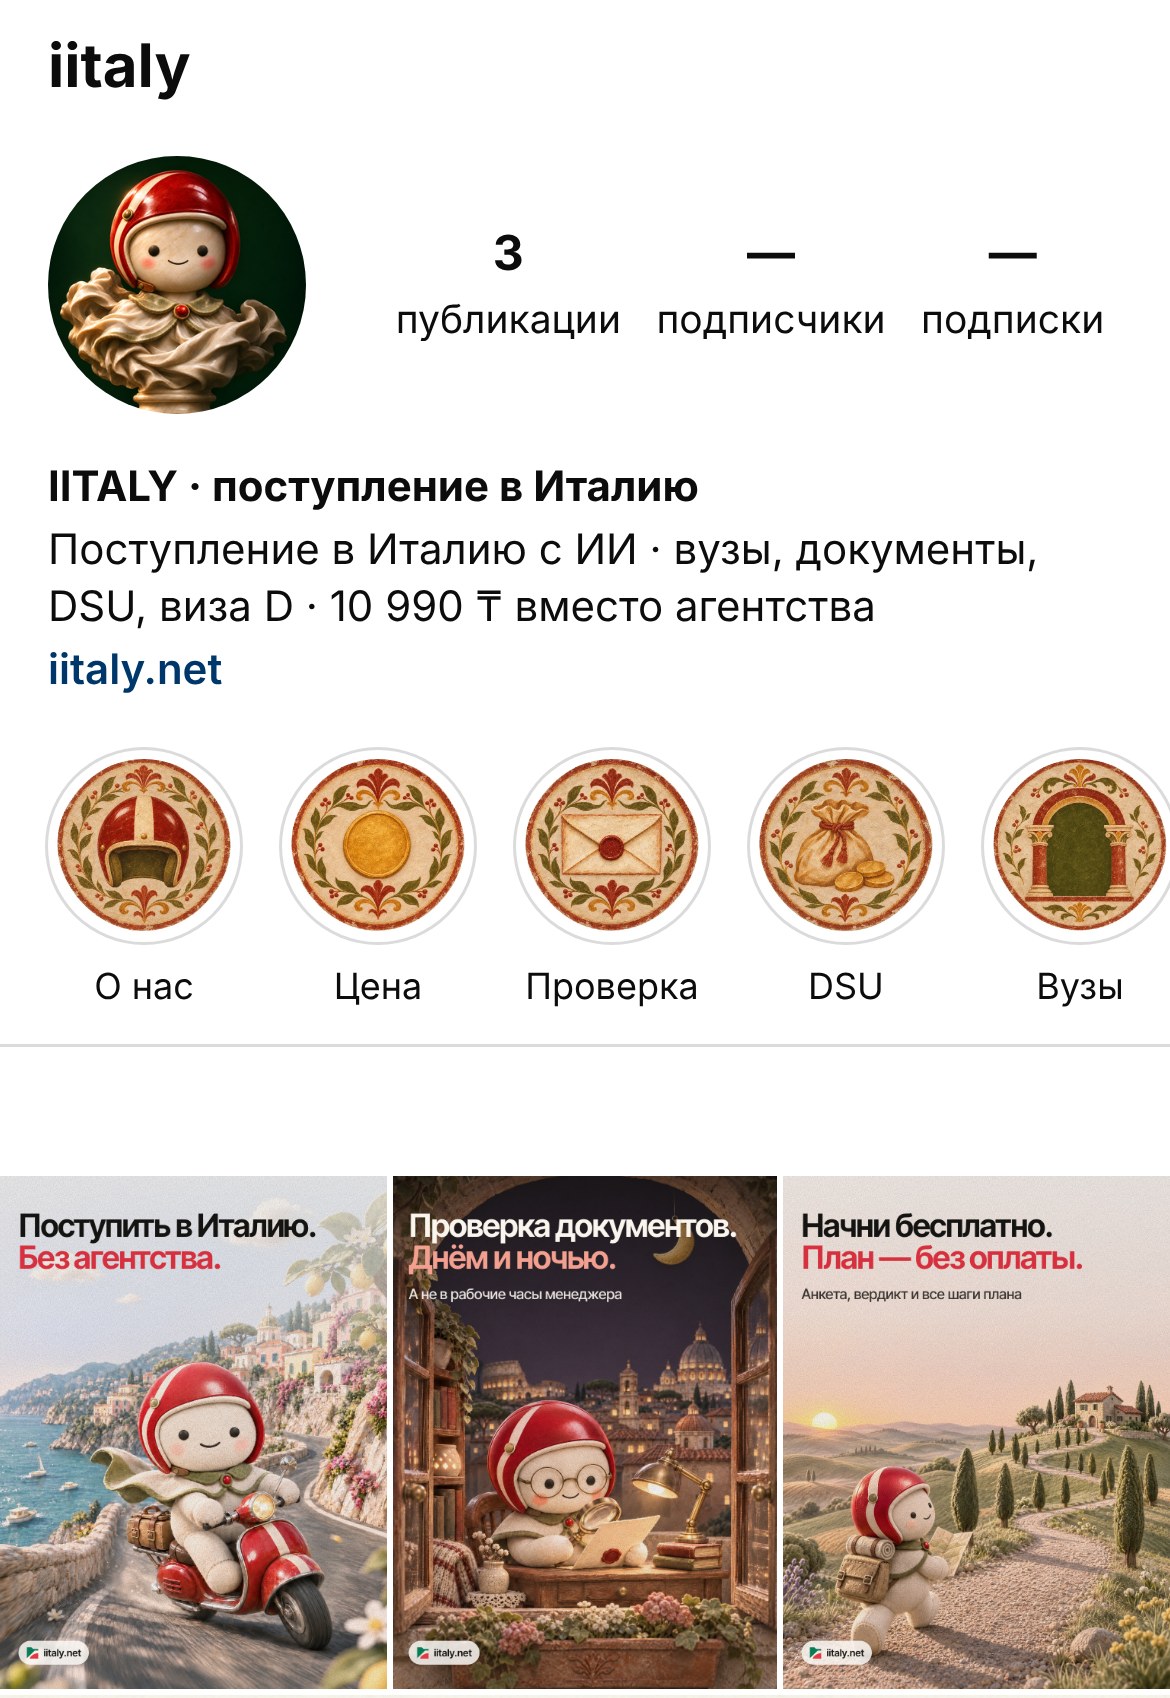 iitaly
3
—
—
публикации
подписчики
подписки
IITALY · поступление в Италию
Поступление в Италию с ИИ · вузы, документы,
DSU, виза D · 10 990 ₸ вместо агентства
iitaly.net
О нас
Цена
Проверка
DSU
Вузы
Поступить в Италию.
Без агентства.
iitaly.net
Проверка документов.
Днём и ночью.
А не в рабочие часы менеджера
iitaly.net
Начни бесплатно.
План — без оплаты.
Анкета, вердикт и все шаги плана
iitaly.net